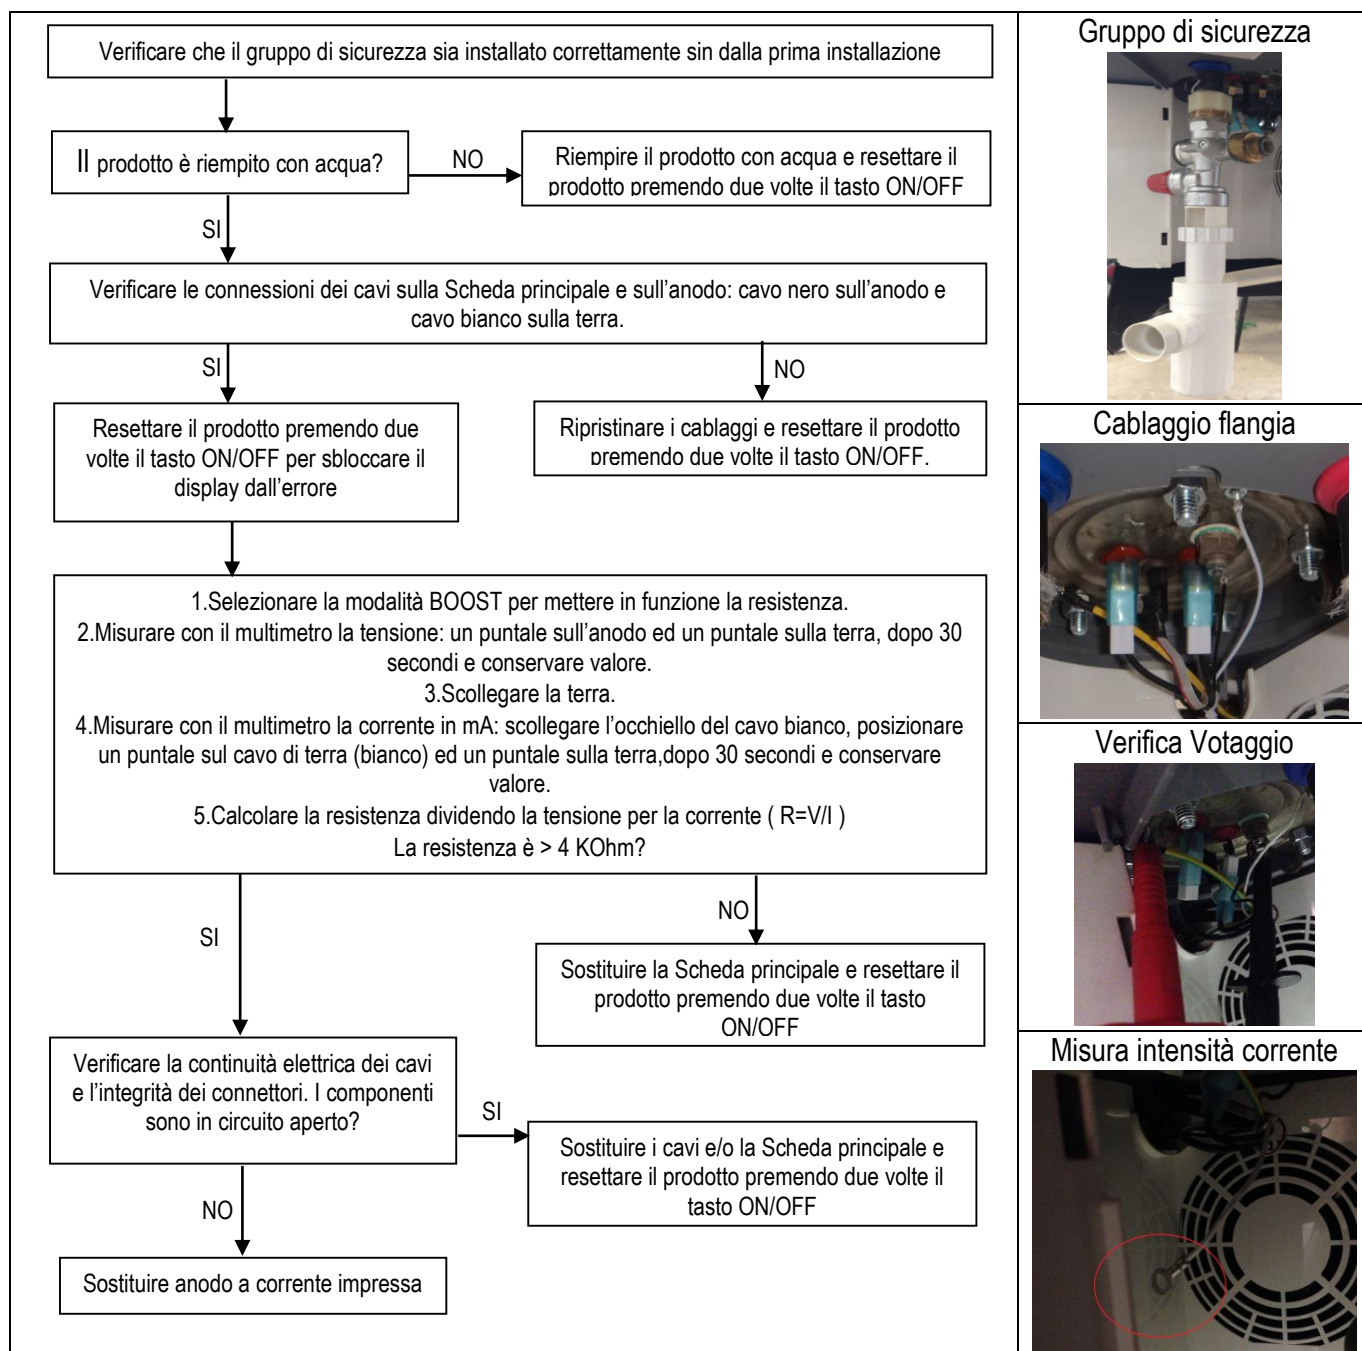 Verificare che il gruppo di sicurezza sia installato correttamente sin dalla prima installazione
Il prodotto è riempito con acqua?
NO
Riempire il prodotto con acqua e resettare il
prodotto premendo due volte il tasto ON/OFF
SI
Verificare le connessioni dei cavi sulla Scheda principale e sull'anodo: cavo nero sull'anodo e
cavo bianco sulla terra.
SI
NO
Resettare il prodotto premendo due
volte il tasto ON/OFF per sbloccare il
display dall'errore
Ripristinare i cablaggi e resettare il prodotto
premendo due volte il tasto ON/OFF.
1.Selezionare la modalità BOOST per mettere in funzione la resistenza.
2.Misurare con il multimetro la tensione: un puntale sull'anodo ed un puntale sulla terra, dopo 30
secondi e conservare valore.
3.Scollegare la terra.
4.Misurare con il multimetro la corrente in mA: scollegare l'occhiello del cavo bianco, posizionare
un puntale sul cavo di terra (bianco) ed un puntale sulla terra,dopo 30 secondi e conservare
valore.
5.Calcolare la resistenza dividendo la tensione per la corrente ( R=V/I )
La resistenza è > 4 KOhm?
SI
NO
Sostituire la Scheda principale e resettare il
prodotto premendo due volte il tasto
ON/OFF
Verificare la continuità elettrica dei cavi
e l'integrità dei connettori. I componenti
sono in circuito aperto?
SI
Sostituire i cavi e/o la Scheda principale e
resettare il prodotto premendo due volte il
tasto ON/OFF
NO
Sostituire anodo a corrente impressa
Gruppo di sicurezza
Cablaggio flangia
Verifica Votaggio
Misura intensità corrente